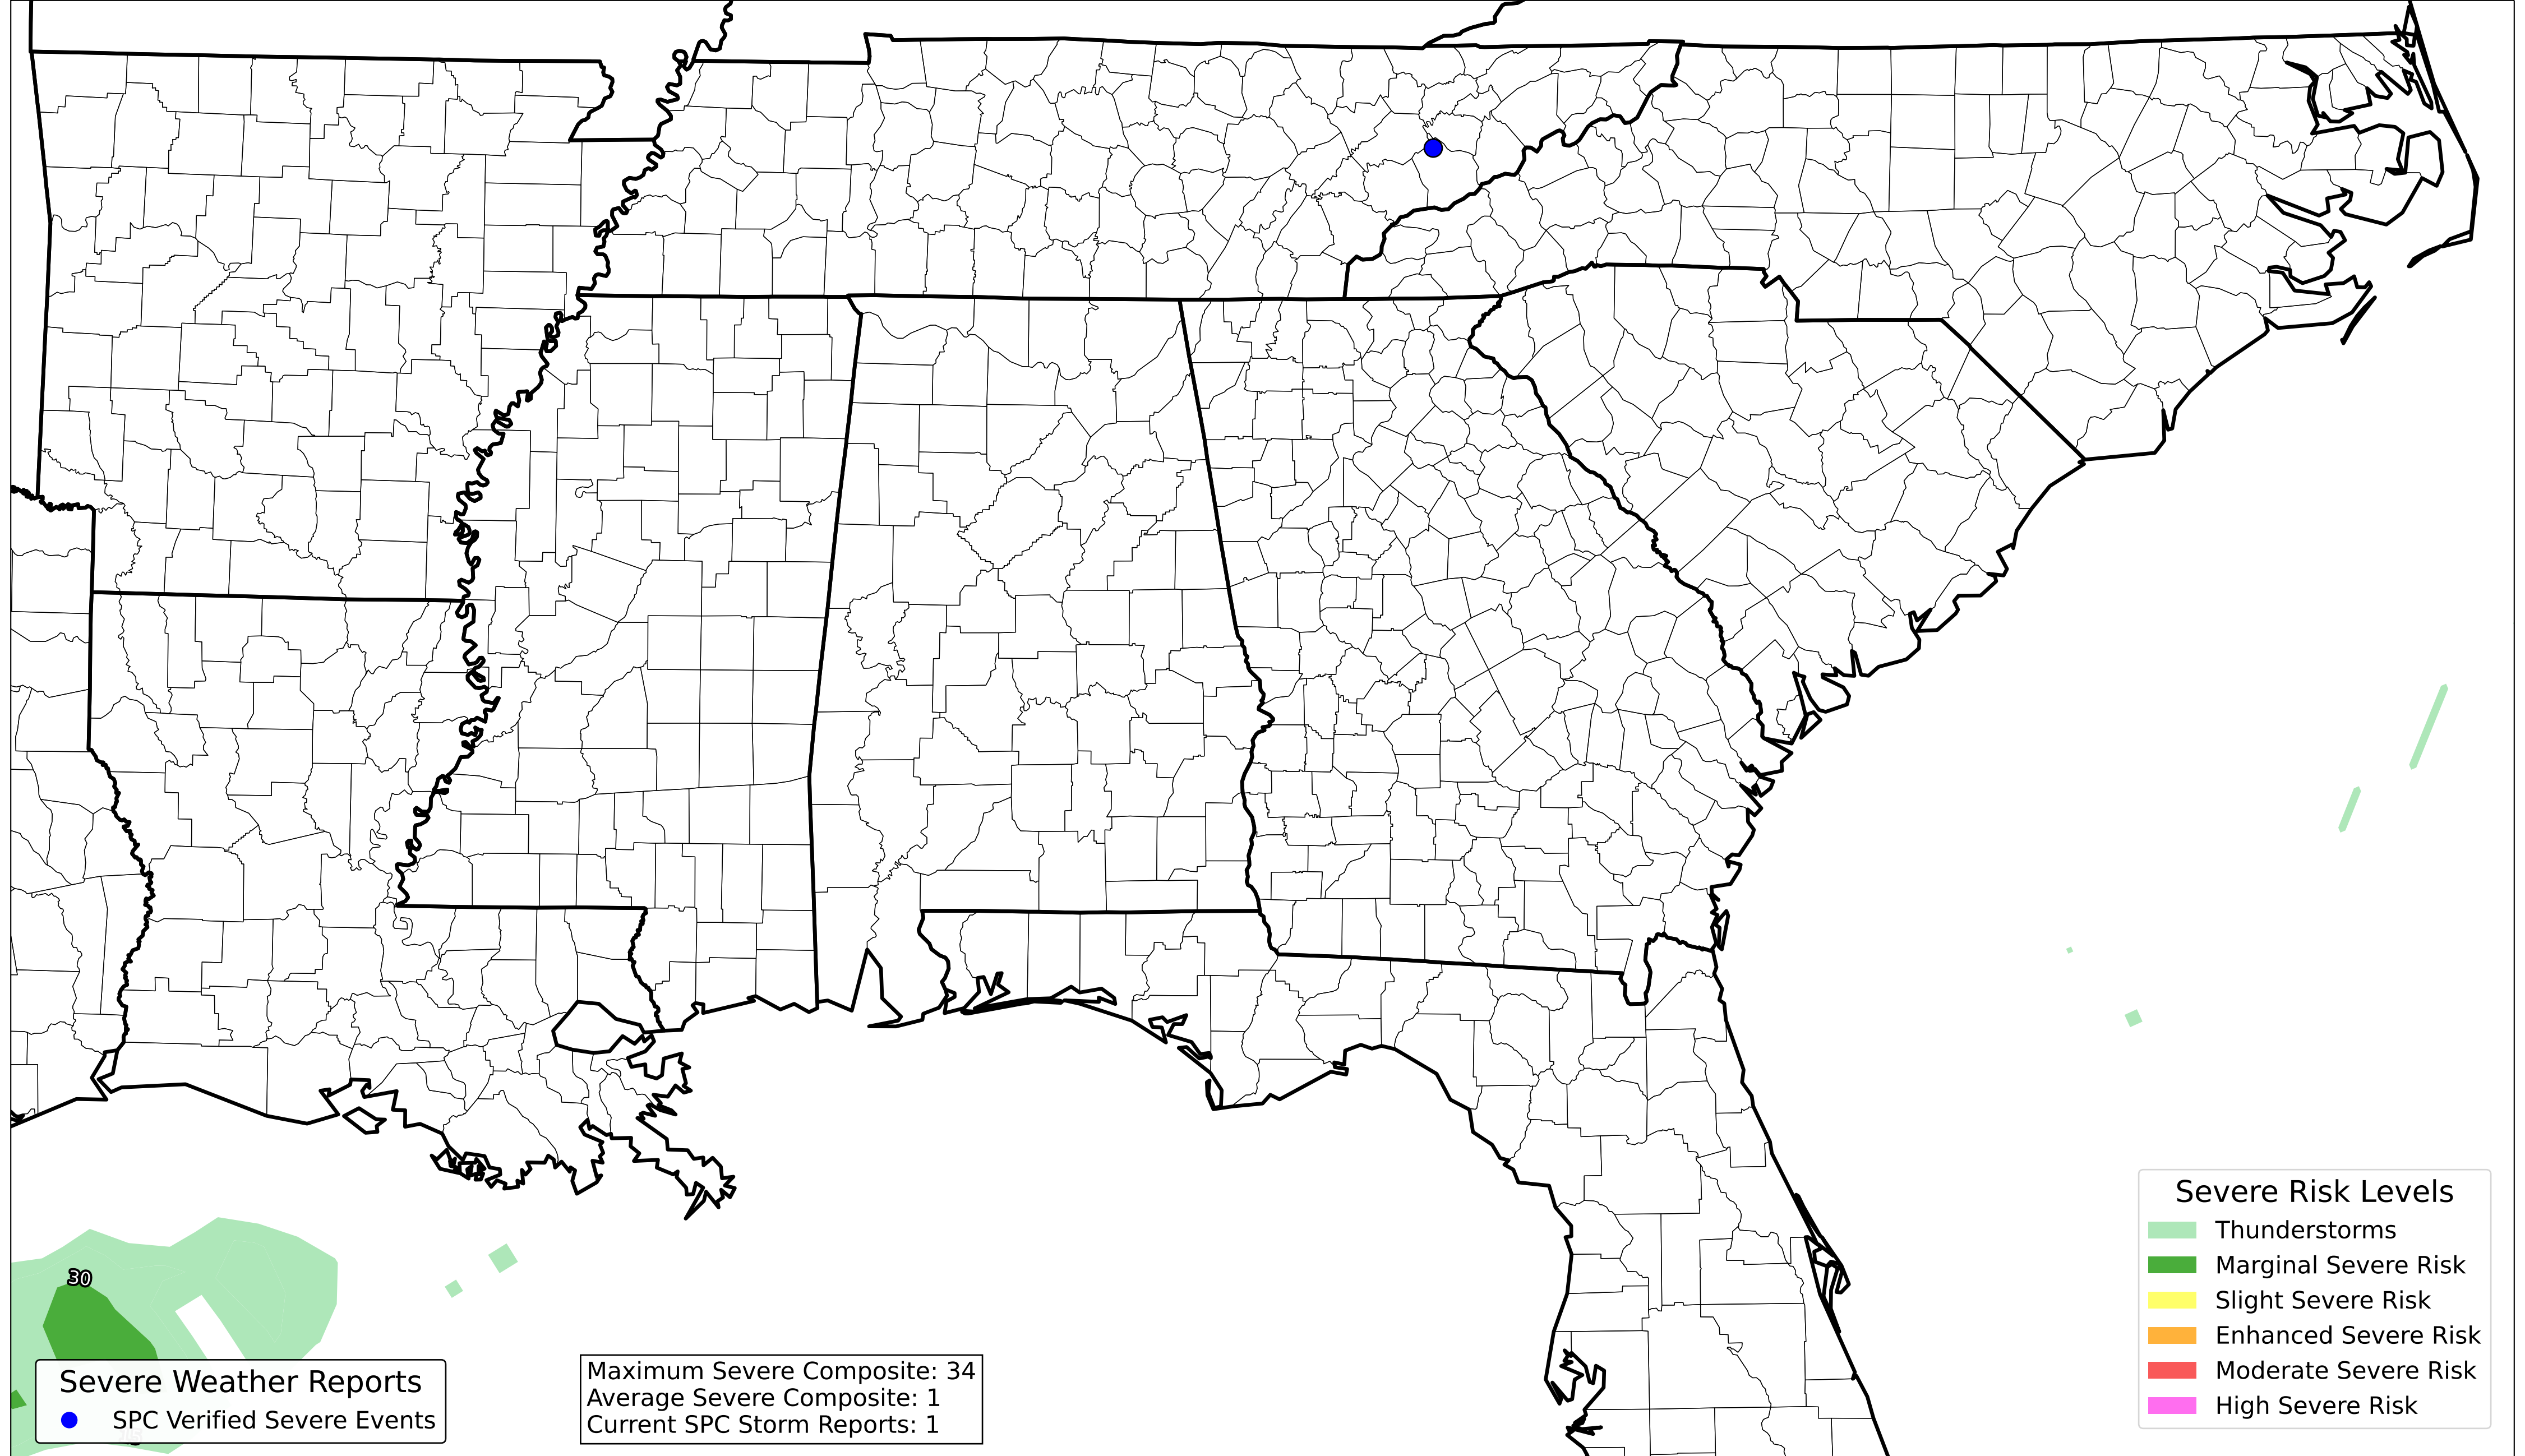 30
Severe Weather Reports
SPC Verified Severe Events
Maximum Severe Composite: 34
Average Severe Composite: 1
Current SPC Storm Reports: 1
Severe Risk Levels
Thunderstorms
Marginal Severe Risk
Slight Severe Risk
Enhanced Severe Risk
Moderate Severe Risk
High Severe Risk